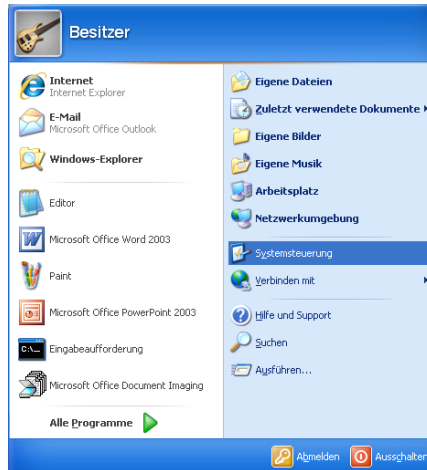 Besitzer
Internet
Internet Explorer
E-Mail
Microsoft Office Outlook
Windows-Explorer
Editor
Microsoft Office Word 2003
Paint
Microsoft Office PowerPoint 2003
C:\_
Eingabeaufforderung
Microsoft Office Document Imaging
Alle Programme
Eigene Dateien
Zuletzt verwendete Dokumente
Eigene Bilder
Eigene Musik
Arbeitsplatz
Netzwerkumgebung
Systemsteuerung
Verbinden mit
Hilfe und Support
Suchen
Ausführen...
Abmelden
Ausschalten